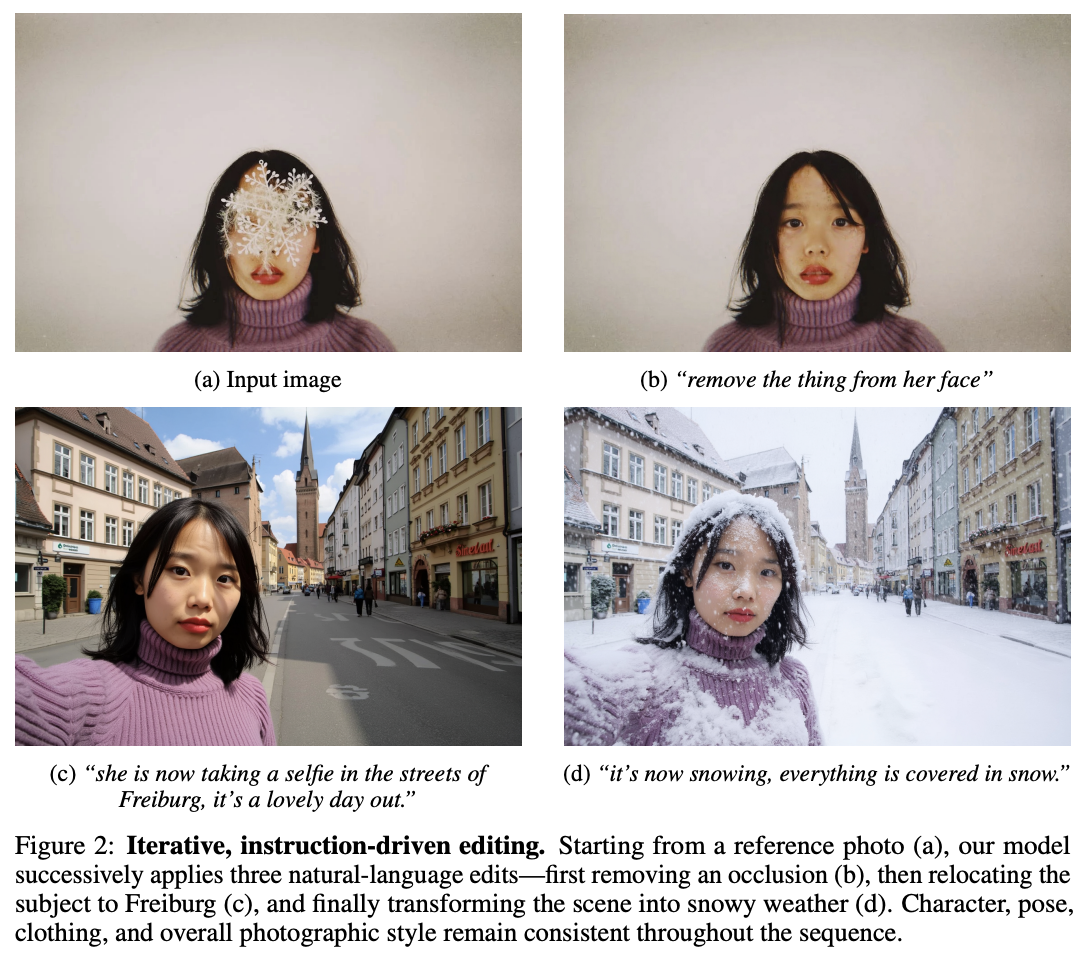 (a) Input image
(b) “remove the thing from her face”
(c) “she is now taking a selfie in the streets of
Freiburg, it’s a lovely day out.”
(d) “it’s now snowing, everything is covered in snow.”
Figure 2: Iterative, instruction-driven editing. Starting from a reference photo (a), our model
successively applies three natural-language edits—first removing an occlusion (b), then relocating the
subject to Freiburg (c), and finally transforming the scene into snowy weather (d). Character, pose,
clothing, and overall photographic style remain consistent throughout the sequence.